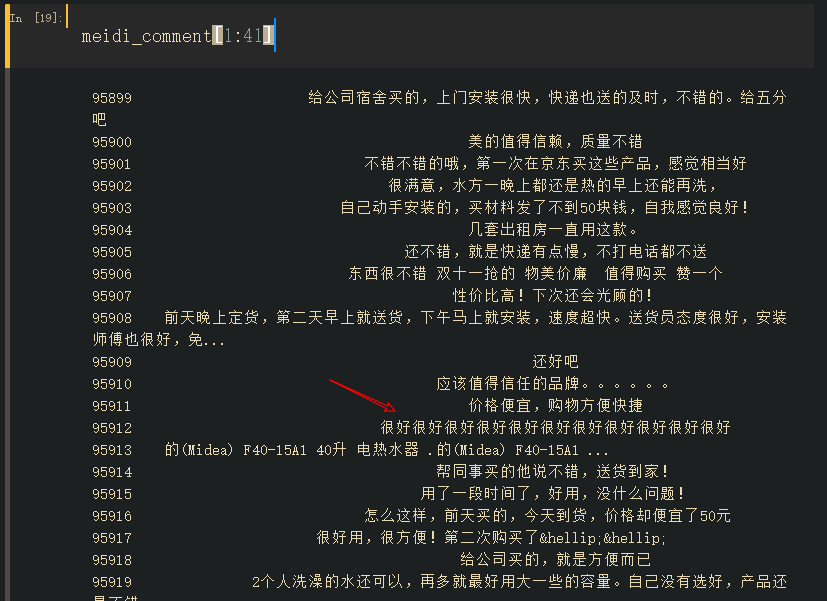 In [19]:
meidi_comment[1:41]
95899 给公司宿舍买的，上门安装很快，快递也送的及时，不错的。给五分
吧
95900 美的值得信赖，质量不错
95901 不错不错的哦，第一次在京东买这些产品，感觉相当好
95902 很满意，水方一晚上都还是热的早上还能再洗，
95903 自己动手安装的，买材料发了不到50块钱，自我感觉良好！
95904 几套出租房一直用这款。
95905 还不错，就是快递有点慢，不打电话都不送
95906 东西很不错 双十一抢的 物美价廉  值得购买 赞一个
95907 性价比高！下次还会光顾的！
95908 前天晚上定货，第二天早上就送货，下午马上就安装，速度超快。送货员态度很好，安装
师傅也很好，免...
95909 还好吧
95910 应该值得信任的品牌。。。。。。
95911 价格便宜，购物方便快捷
95912 很好很好很好很好很好很好很好很好很好很好很好
95913 的(Midea) F40-15A1 40升 电热水器 .的(Midea) F40-15A1 ...
95914 帮同事买的他说不错，送货到家！
95915 用了一段时间了，好用，没什么问题！
95916 怎么这样，前天买的，今天到货，价格却便宜了50元
95917 很好用，很方便！第二次购买了&hellip;&hellip;
95918 给公司买的，就是方便而已
95919 2个人洗澡的水还可以，再多就最好用大一些的容量。自己没有选好，产品还